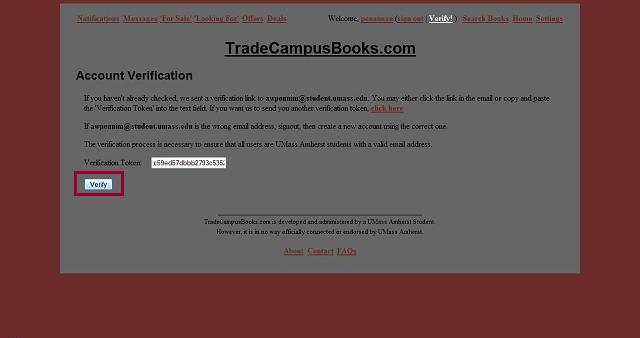 Notifications Messages 'For Sale' 'Looking For' Offers Deals Welcome, penniman (sign out | Verify! ) Search Books Home Settings
TradeCampusBooks.com
Account Verification
If you haven't already checked, we sent a verification link to awpennim@student.umass.edu. You may either click the link in the email or copy and paste
the 'Verification Token' into the text field. If you want us to send you another verification token, click here
If awpennim@student.umass.edu is the wrong email address, signout, then create a new account using the correct one.
The verification process is necessary to ensure that all users are UMass Amherst students with a valid email address.
Verification Token: c59ed57dbbb2793c5352
Verify
TradeCampusBooks.com is developed and administered by a UMass Amherst Student.
However, it is in no way officially connected or endorsed by UMass Amherst.
About Contact FAQs